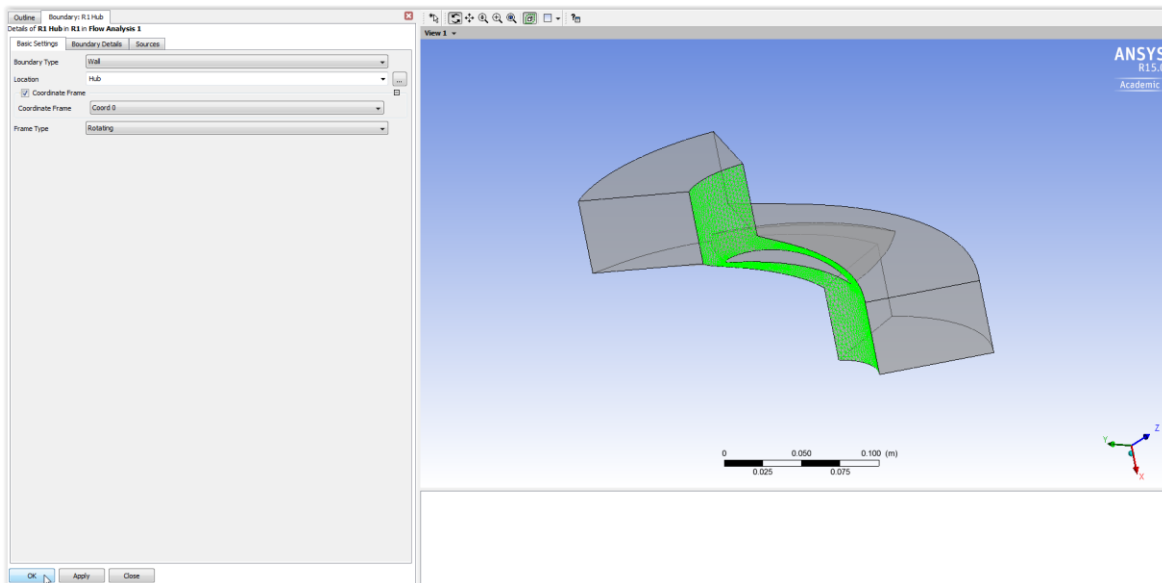 Outline
Boundary: R1 Hub
Details of R1 Hub in R1 in Flow Analysis 1
Basic Settings
Boundary Details
Sources
Boundary Type
Wall
Location
Hub
...
Coordinate Frame
Coordinate Frame
Coord 0
Frame Type
Rotating
OK
Apply
Close
View 1
ANSYS
R15.0
Academic
0
0.050
0.100 (m)
0.025
0.075
Y
Z
X